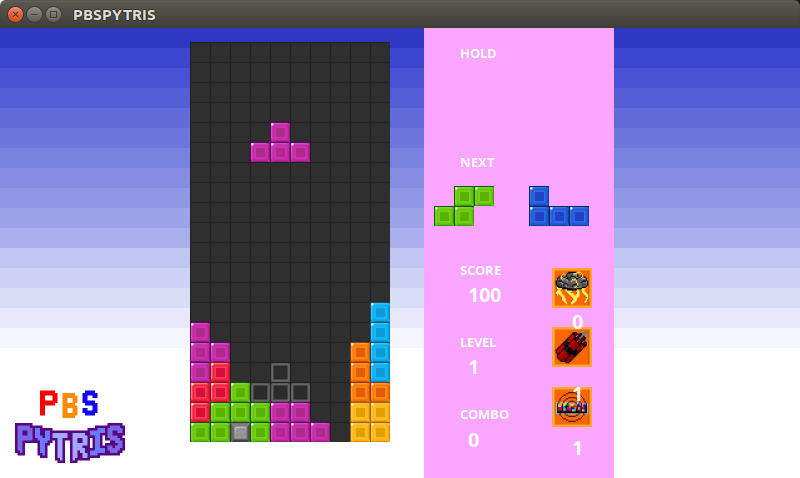 PBSPYTRIS
HOLD
NEXT
SCORE
100
0
LEVEL
1
1
COMBO
0
1
PBS
PYTRIS